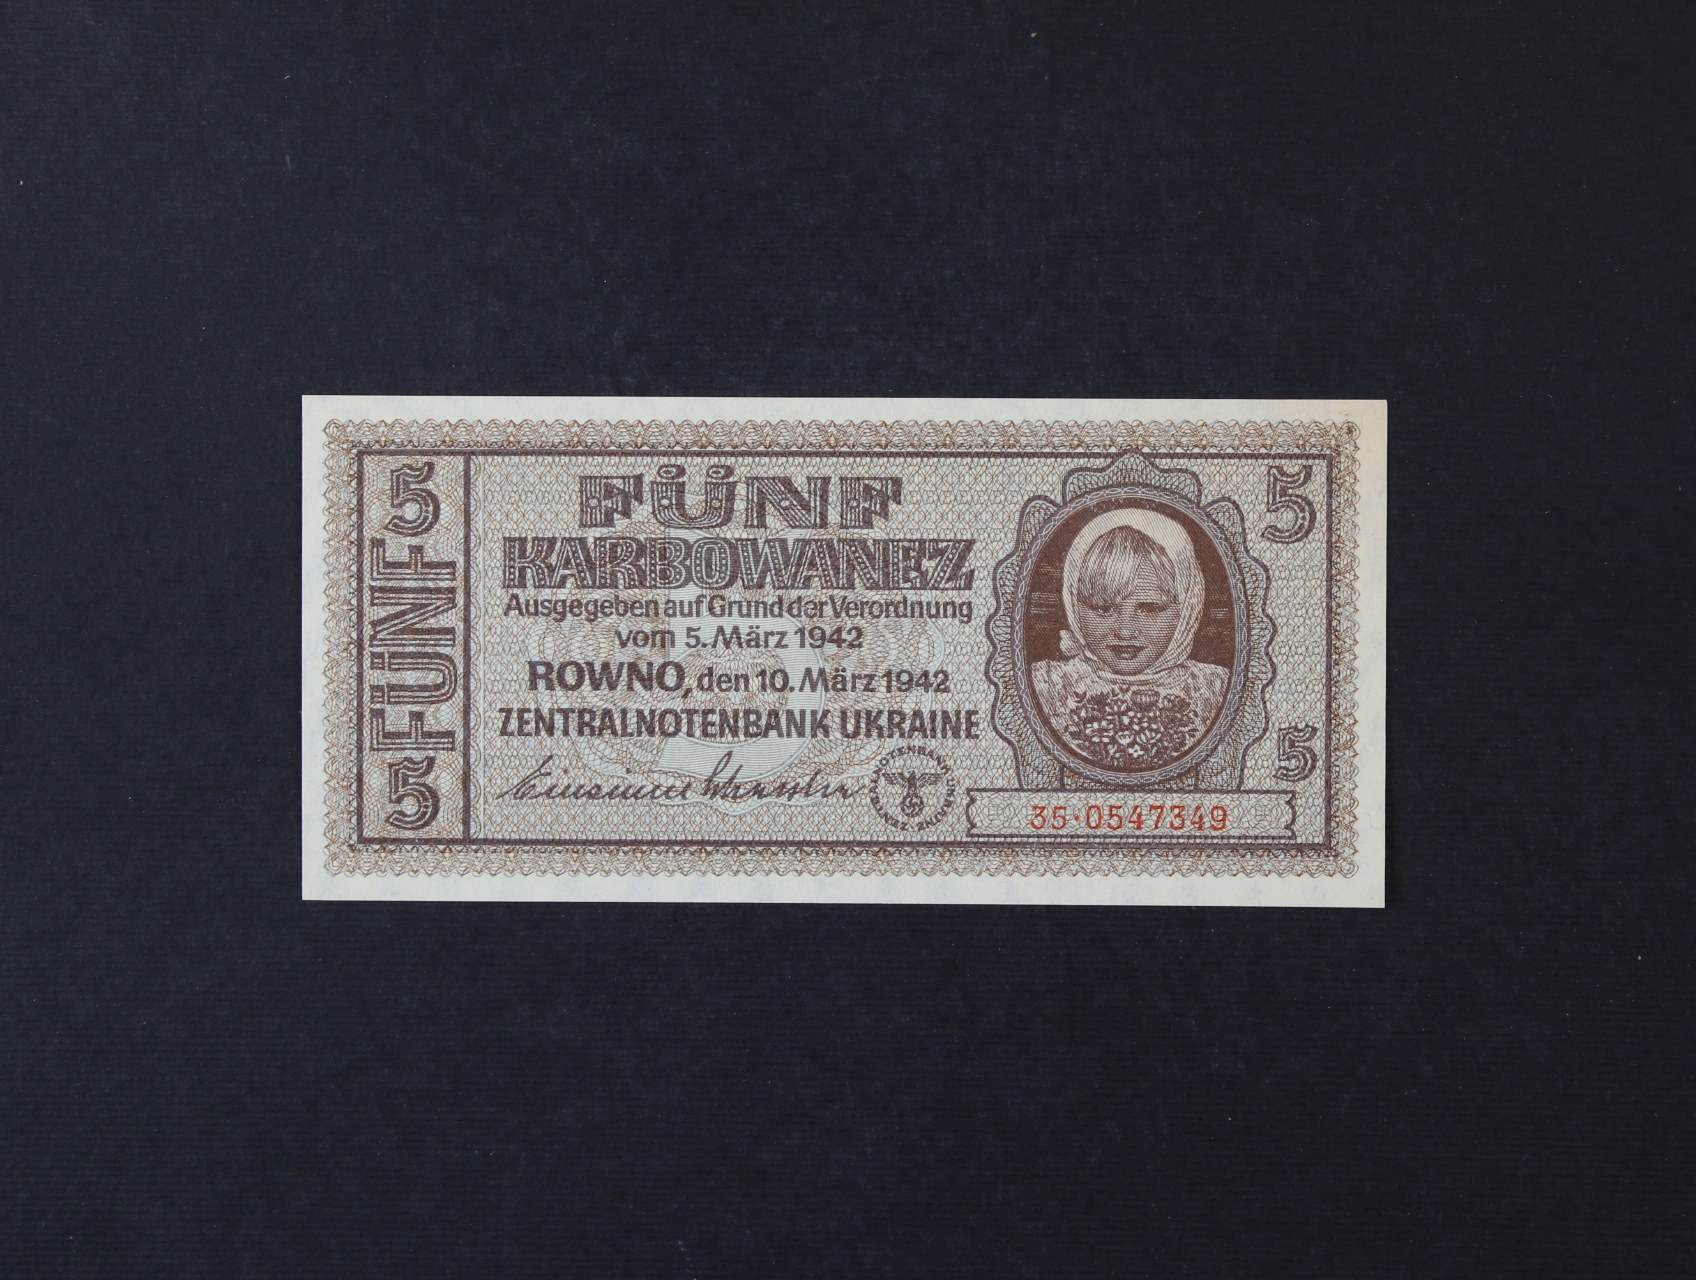 5
FÜNF
5
FÜNF
KARBOWANEZ
Ausgegeben auf Grund der Verordnung
vom 5. März 1942
ROWNO, den 10. März 1942
ZENTRALNOTENBANK UKRAINE
5
5
35·0547349